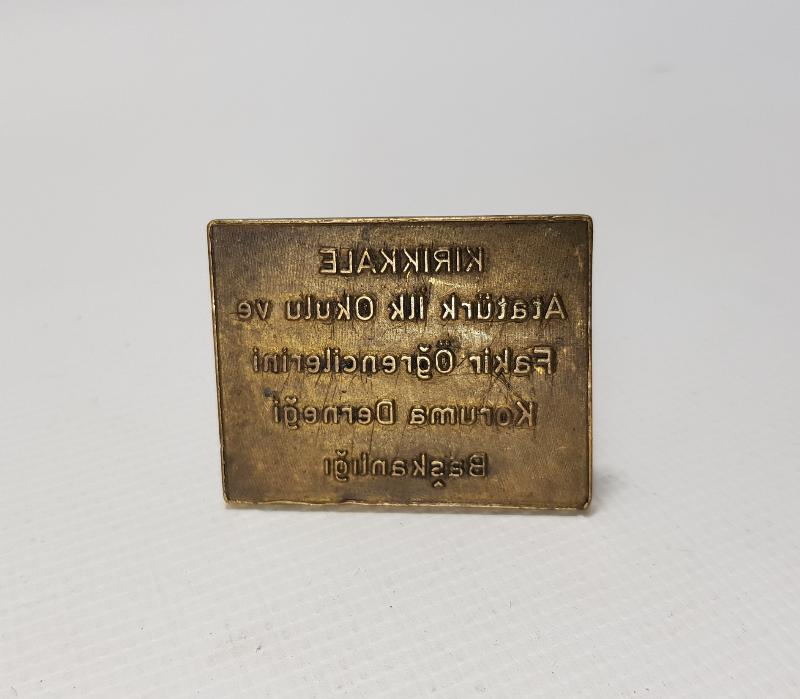 KIRIKKALE
Atatürk İlk Okulu ve
Fakir Öğrencilerini
Koruma Derneği
Başkanlığı